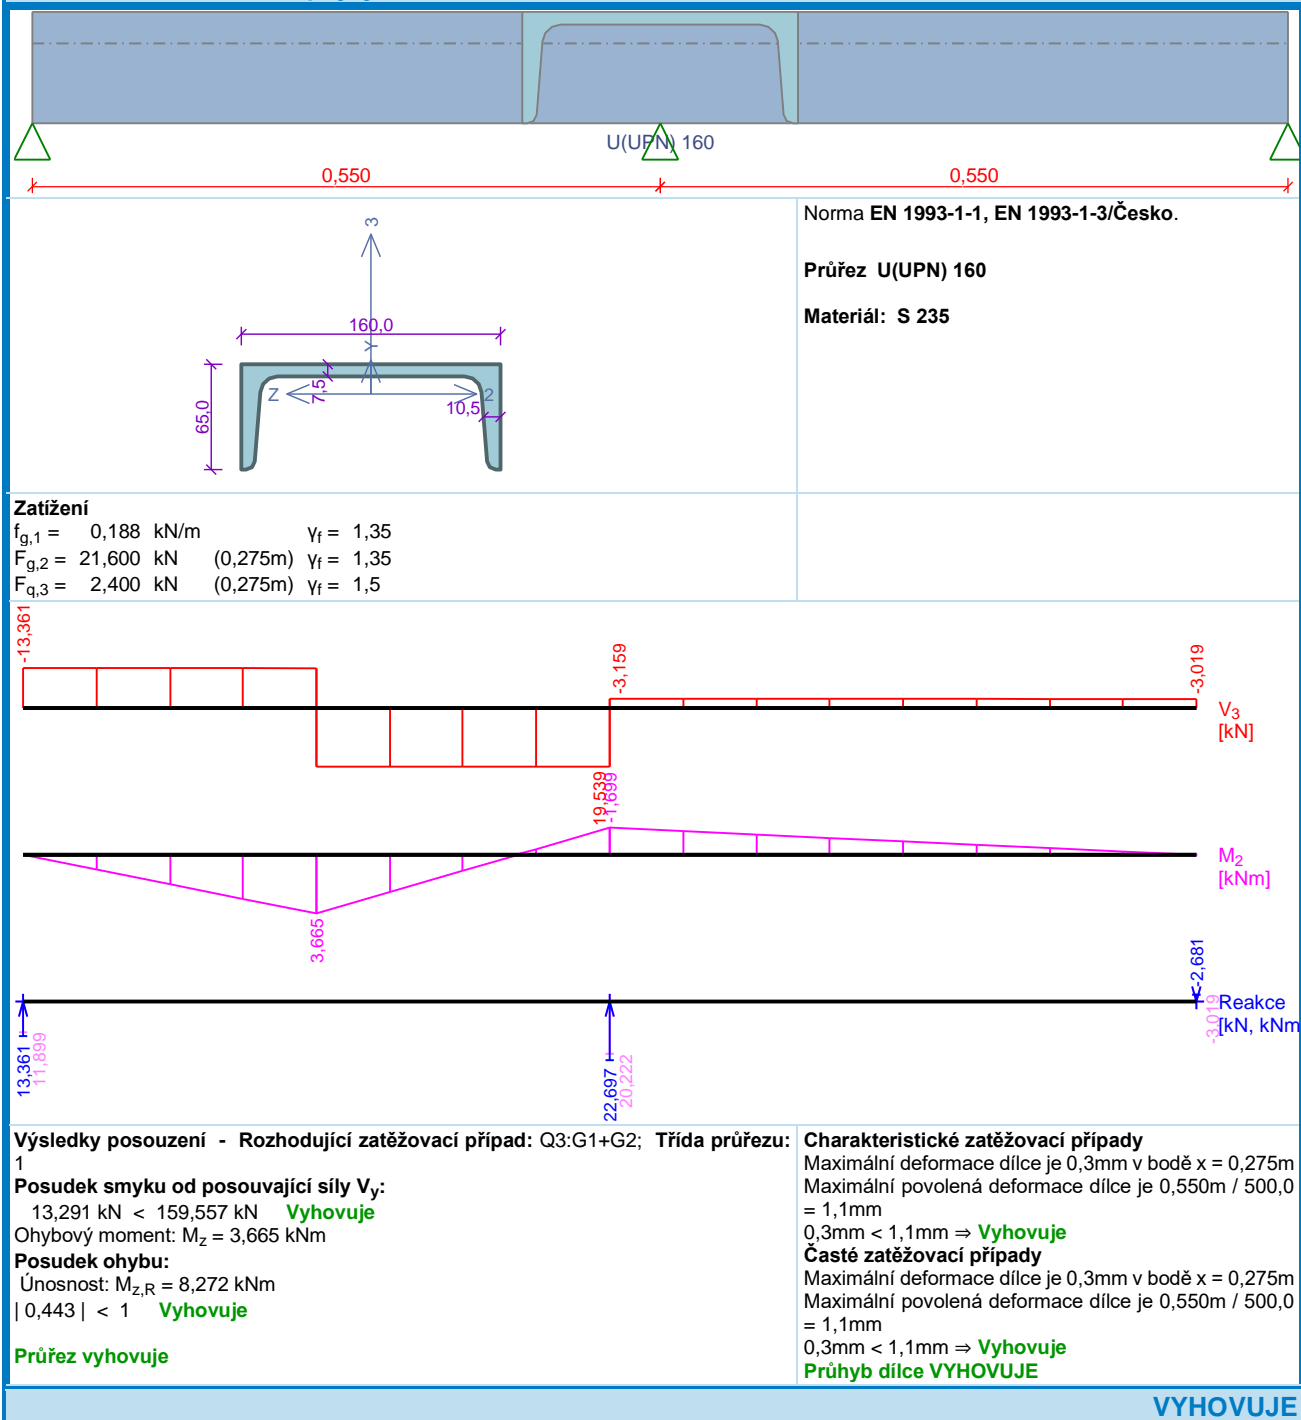 U(UPN) 160
0,550
0,550
3
160,0
Y
7,5
Z
2
10,5
65,0
Norma EN 1993-1-1, EN 1993-1-3/Česko.
Průřez U(UPN) 160
Materiál: S 235
Zatížení
fg,1 = 0,188 kN/m γf = 1,35
Fg,2 = 21,600 kN (0,275m) γf = 1,35
Fq,3 = 2,400 kN (0,275m) γf = 1,5
-13,361
-3,159
-3,019
V3
[kN]
19,539
-1,699
M2
[kNm]
3,665
-2,681
-3,019
Reakce
[kN, kNm
13,361
11,899
22,697
20,222
Výsledky posouzení - Rozhodující zatěžovací případ: Q3:G1+G2; Třída průřezu:
1
Posudek smyku od posouvající síly Vy:
13,291 kN < 159,557 kN Vyhovuje
Ohybový moment: Mz = 3,665 kNm
Posudek ohybu:
Únosnost: Mz,R = 8,272 kNm
| 0,443 | < 1 Vyhovuje
Průřez vyhovuje
Charakteristické zatěžovací případy
Maximální deformace dílce je 0,3mm v bodě x = 0,275m
Maximální povolená deformace dílce je 0,550m / 500,0
= 1,1mm
0,3mm < 1,1mm ⇒ Vyhovuje
Časté zatěžovací případy
Maximální deformace dílce je 0,3mm v bodě x = 0,275m
Maximální povolená deformace dílce je 0,550m / 500,0
= 1,1mm
0,3mm < 1,1mm ⇒ Vyhovuje
Průhyb dílce VYHOVUJE
VYHOVUJE